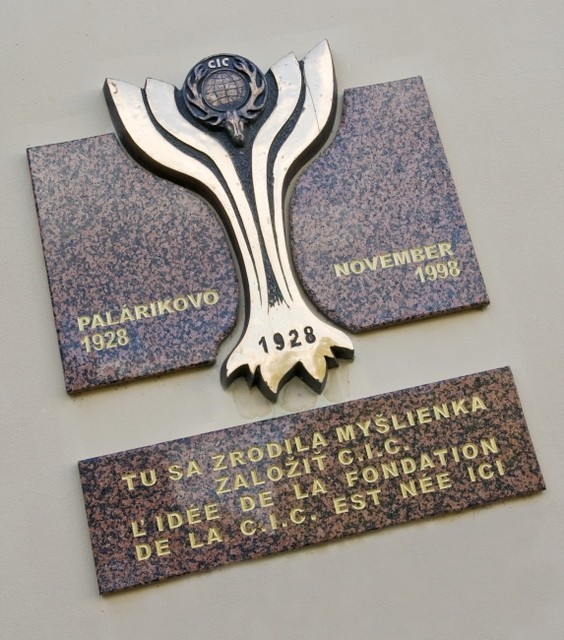 CIC
PALÁRIKOVO
1928
NOVEMBER
1998
1928
TU SA ZRODILA MYŠLIENKA
ZALOŽIŤ C.I.C.
L'IDÉE DE LA FONDATION
DE LA C.I.C. EST NÉE ICI